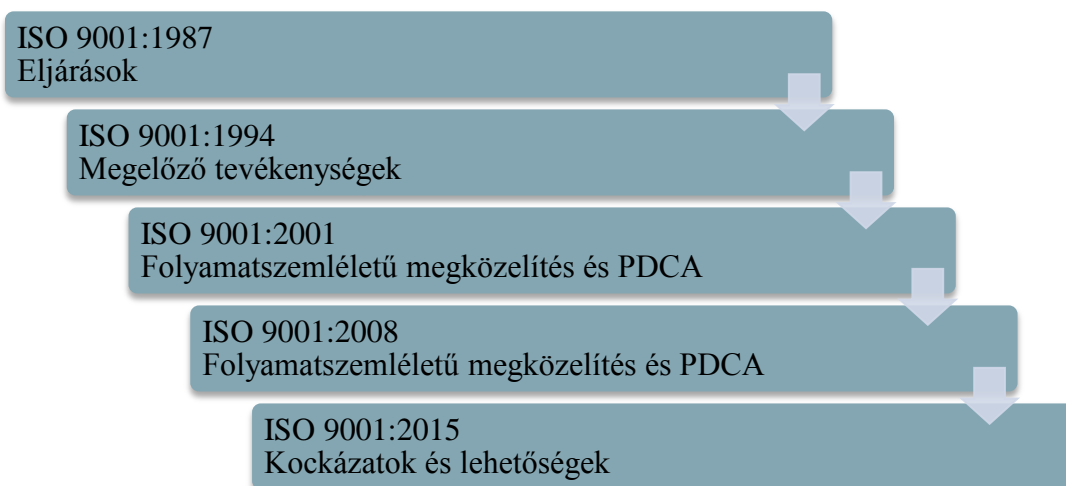 ISO 9001:1987
Eljárások
ISO 9001:1994
Megelőző tevékenységek
ISO 9001:2001
Folyamatszemléletű megközelítés és PDCA
ISO 9001:2008
Folyamatszemléletű megközelítés és PDCA
ISO 9001:2015
Kockázatok és lehetőségek